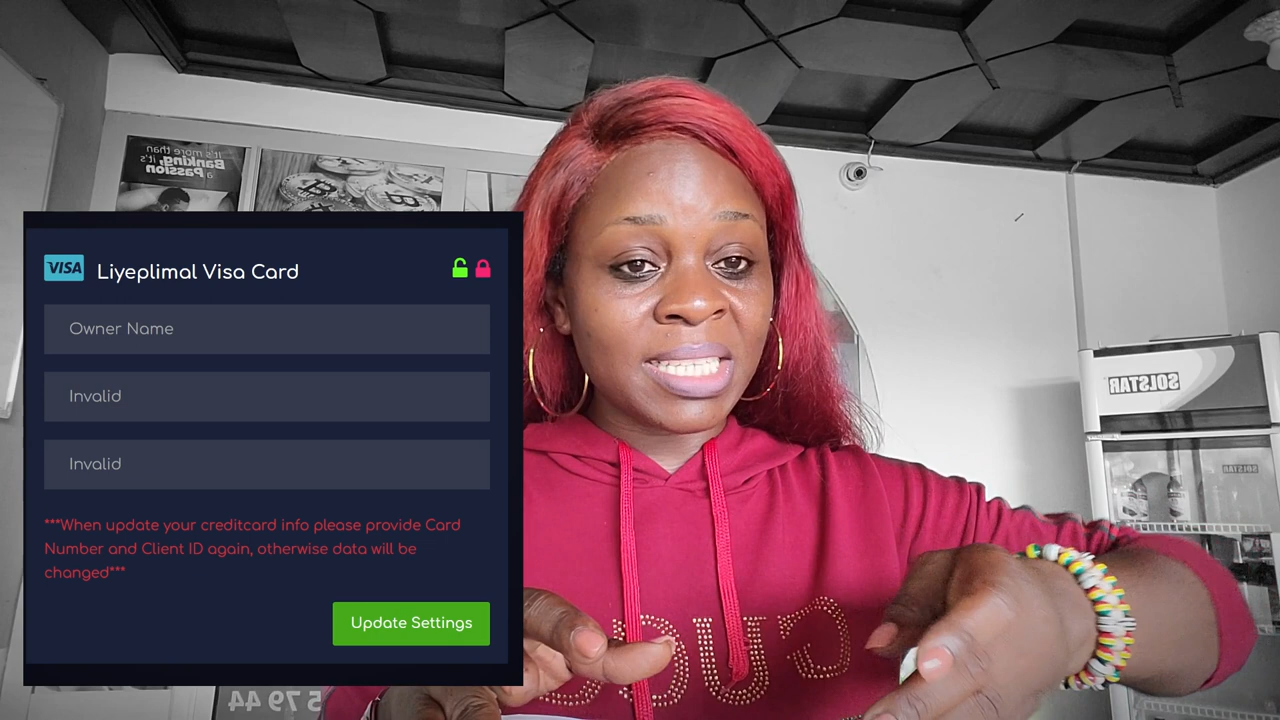 it's more than
Banking, it's
a Passion
VISA
Liyeplimal Visa Card
Owner Name
Invalid
Invalid
***When update your creditcard info please provide Card
Number and Client ID again, otherwise data will be
changed***
Update Settings
SOLSTAR
SOLSTAR